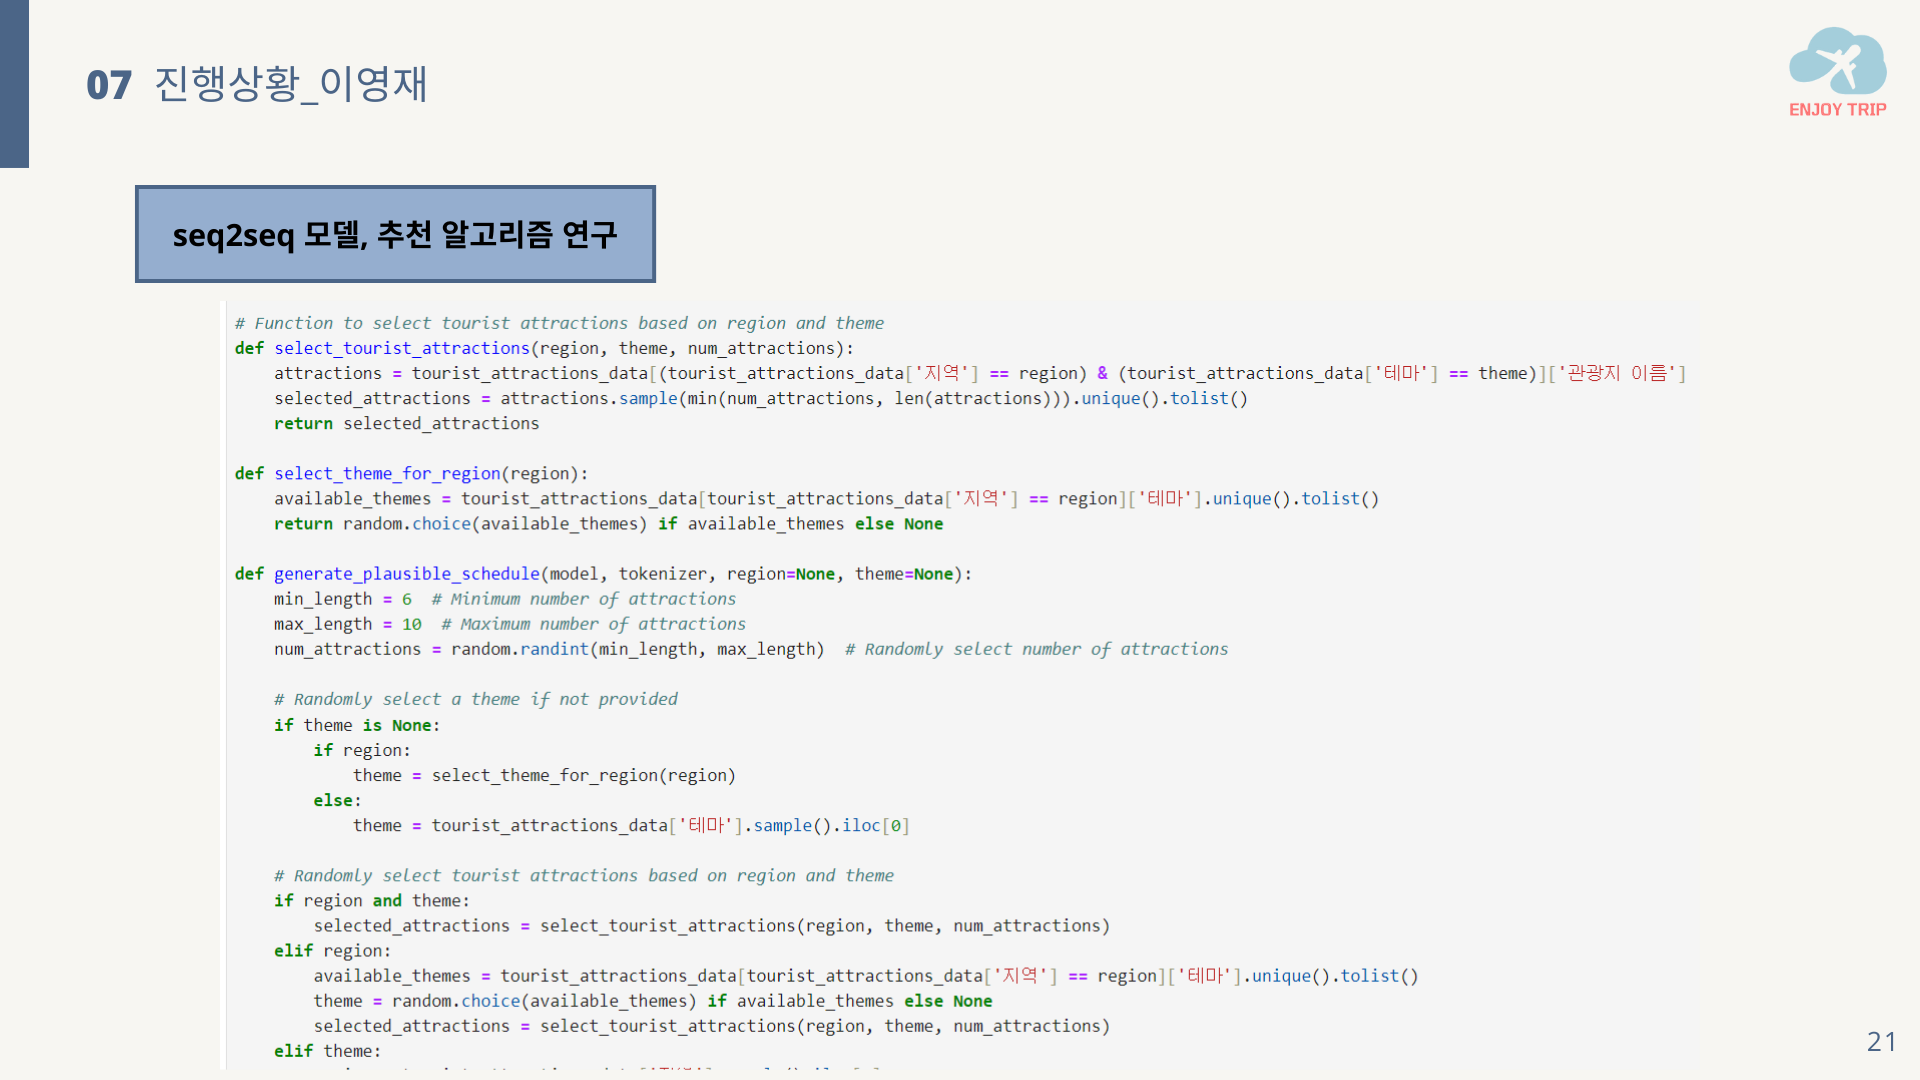 07 진행상황_이영재
ENJOY TRIP
seq2seq 모델, 추천 알고리즘 연구
# Function to select tourist attractions based on region and theme
def select_tourist_attractions(region, theme, num_attractions):
    attractions = tourist_attractions_data[(tourist_attractions_data['지역'] == region) & (tourist_attractions_data['테마'] == theme)]['관광지 이름']
    selected_attractions = attractions.sample(min(num_attractions, len(attractions))).unique().tolist()
    return selected_attractions
def select_theme_for_region(region):
    available_themes = tourist_attractions_data[tourist_attractions_data['지역'] == region]['테마'].unique().tolist()
    return random.choice(available_themes) if available_themes else None
def generate_plausible_schedule(model, tokenizer, region=None, theme=None):
    min_length = 6  # Minimum number of attractions
    max_length = 10  # Maximum number of attractions
    num_attractions = random.randint(min_length, max_length)  # Randomly select number of attractions
    # Randomly select a theme if not provided
    if theme is None:
        if region:
            theme = select_theme_for_region(region)
        else:
            theme = tourist_attractions_data['테마'].sample().iloc[0]
    # Randomly select tourist attractions based on region and theme
    if region and theme:
        selected_attractions = select_tourist_attractions(region, theme, num_attractions)
    elif region:
        available_themes = tourist_attractions_data[tourist_attractions_data['지역'] == region]['테마'].unique().tolist()
        theme = random.choice(available_themes) if available_themes else None
        selected_attractions = select_tourist_attractions(region, theme, num_attractions)
    elif theme:
21